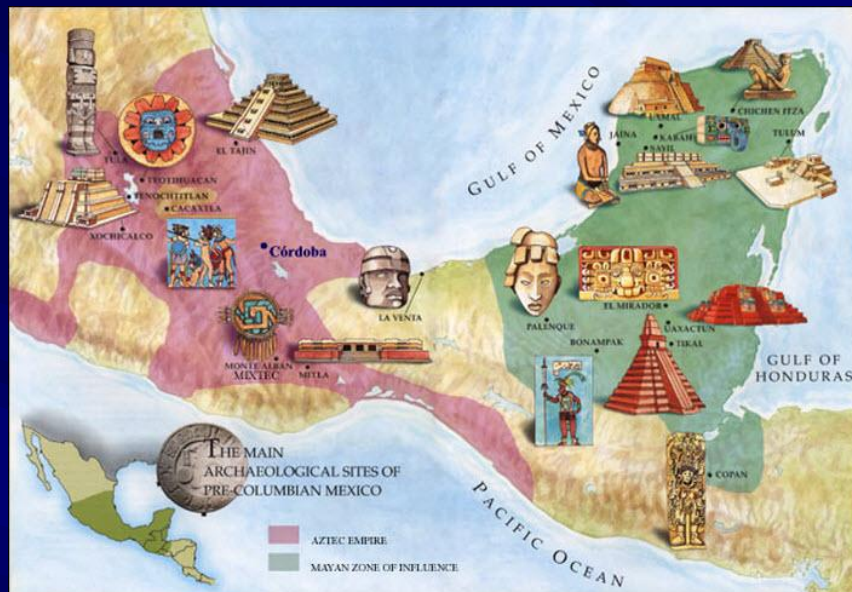 GULF OF MEXICO
TULA
EL TAJIN
TEOTIHUACAN
TENOCHTITLAN
CACAXTLA
XOCHICALCO
Córdoba
LA VENTA
MONTE ALBAN
MIXTEC
MITLA
UXMAL
CHICHEN ITZA
JAINA
KABAH
SAYIL
TULUM
EL MIRADOR
PALENQUE
UAXACTUN
BONAMPAK
TIKAL
GULF OF
HONDURAS
COPAN
THE MAIN
ARCHAEOLOGICAL SITES OF
PRE-COLUMBIAN MEXICO
PACIFIC OCEAN
AZTEC EMPIRE
MAYAN ZONE OF INFLUENCE